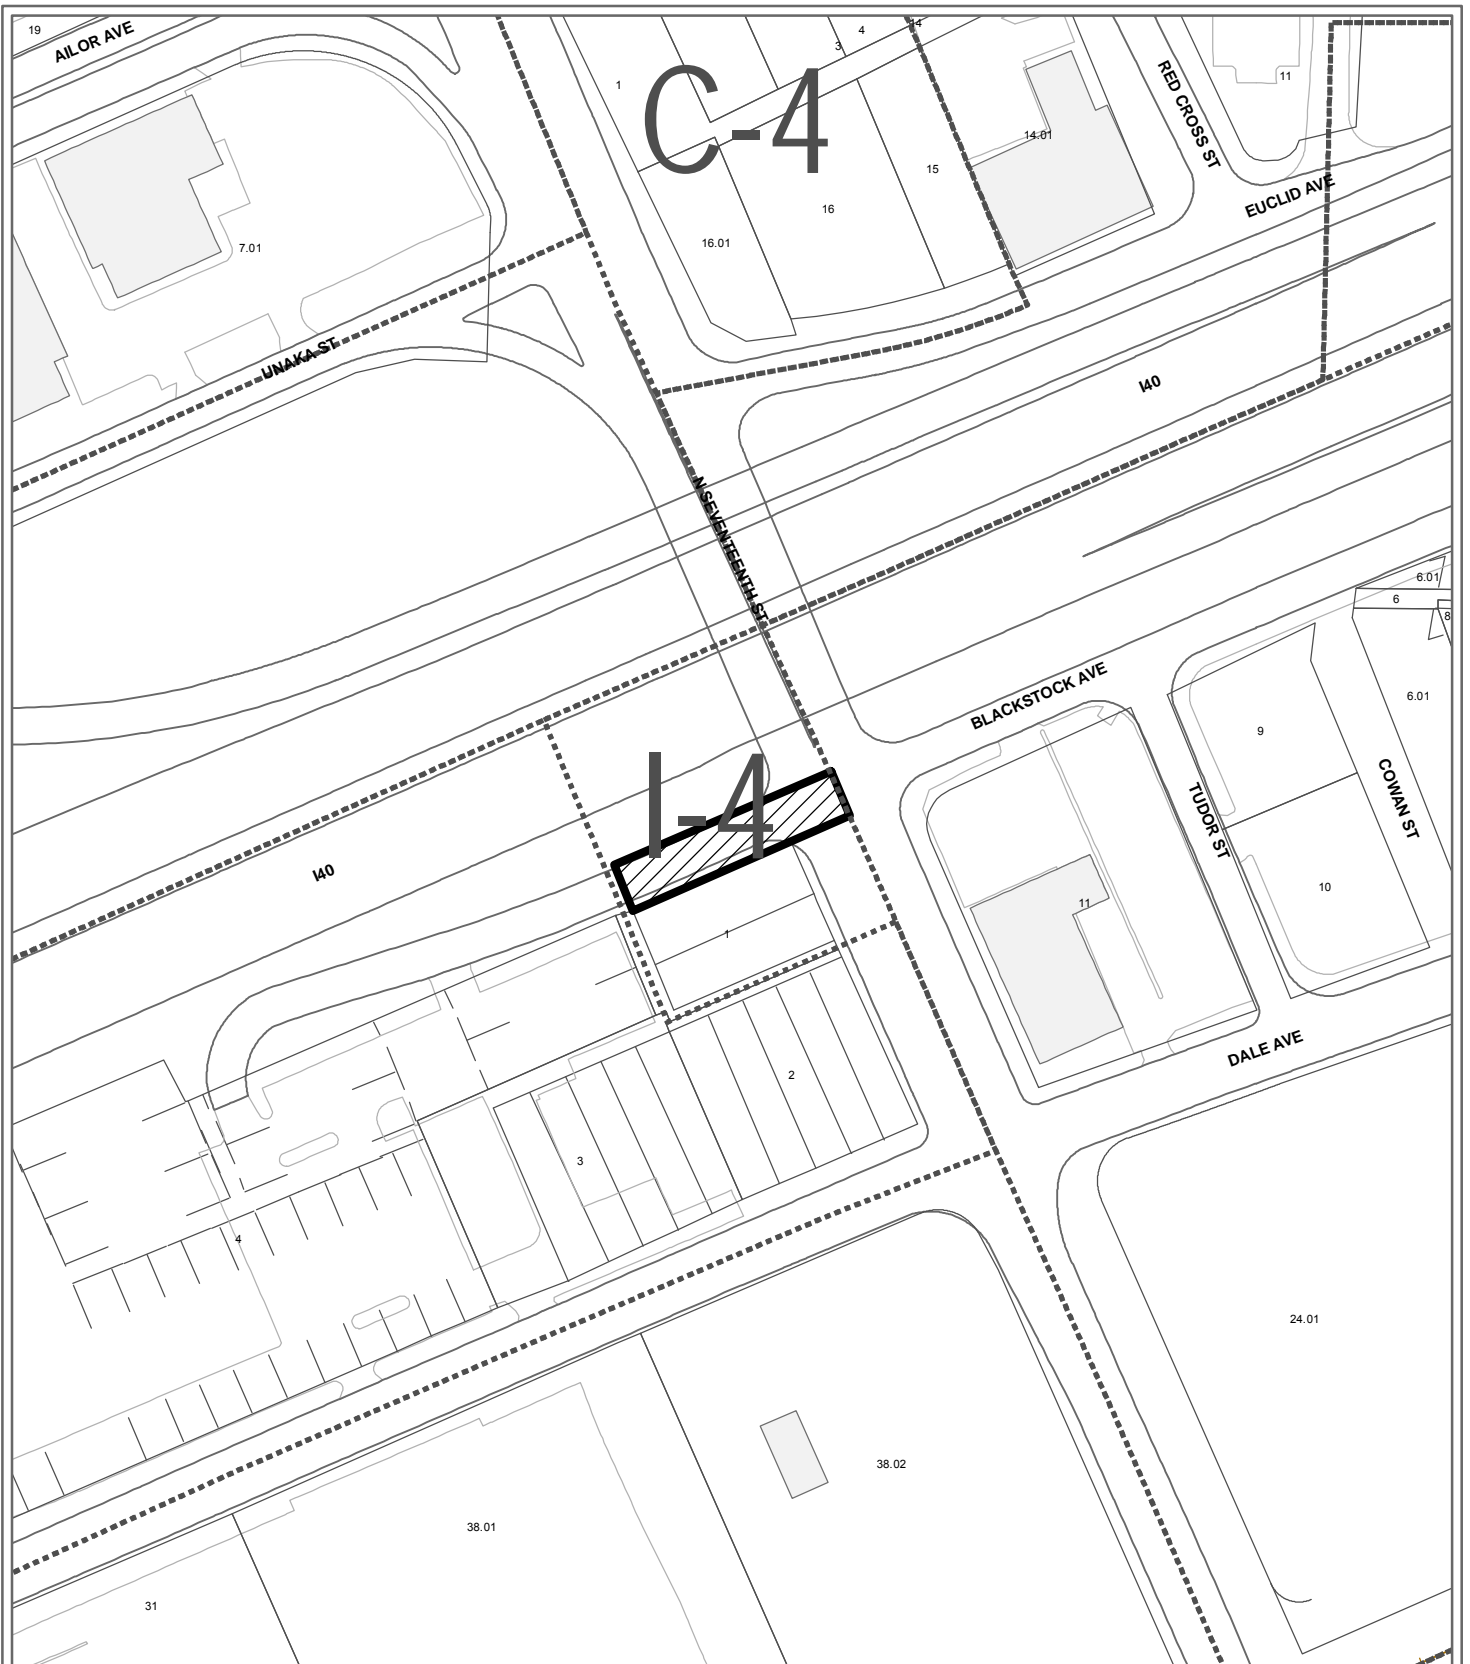 19
AILOR AVE
4
14
3
1
C-4
RED CROSS ST
11
14.01
15
EUCLID AVE
16
16.01
7.01
UNAKA ST
I40
N SEVENTEENTH ST
6.01
6
8
BLACKSTOCK AVE
6.01
9
COWAN ST
TUDOR ST
I-4
I40
10
11
1
DALE AVE
2
3
4
24.01
38.02
38.01
31